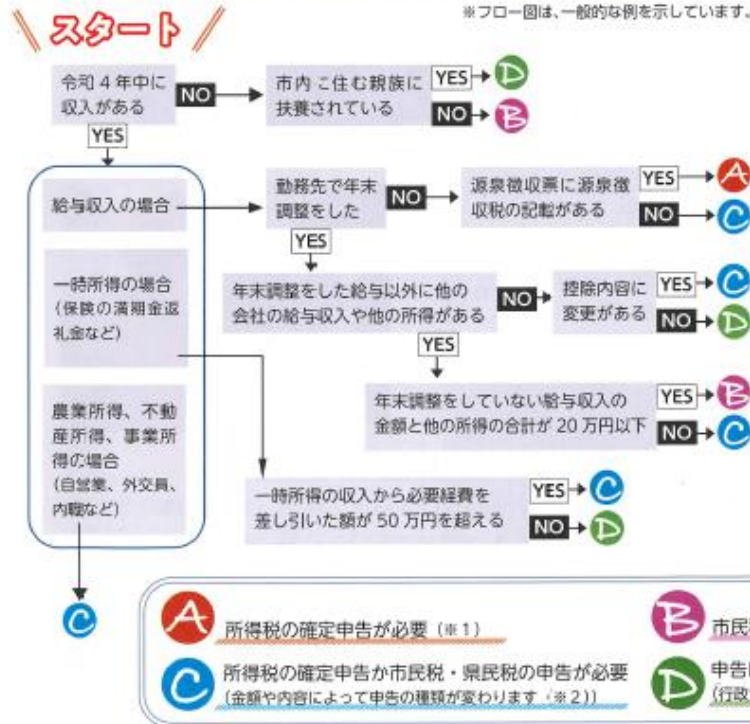 ※フロー図は、一般的な例を示しています。
スタート
令和4年中に
収入がある
NO
市内に住む親族に
扶養されている
YES
D
NO
B
YES
給与収入の場合
勤務先で年末
調整をした
NO
源泉徴収票に源泉徴
収税の記載がある
YES
A
NO
C
YES
一時所得の場合
(保険の満期金返
礼金など)
年末調整をした給与以外に他の
会社の給与収入や他の所得がある
NO
控除内容に
変更がある
YES
C
NO
D
YES
年末調整をしていない給与収入の
金額と他の所得の合計が20万円以下
YES
B
NO
C
農業所得、不動
産所得、事業所
得の場合
(自営業、外交員、
内職など)
一時所得の収入から必要経費を
差し引いた額が50万円を超える
YES
C
NO
D
C
A
所得税の確定申告が必要(※1)
B
市民税
C
所得税の確定申告か市民税・県民税の申告が必要
(金額や内容によって申告の種類が変わります(※2))
D
申告
(行政